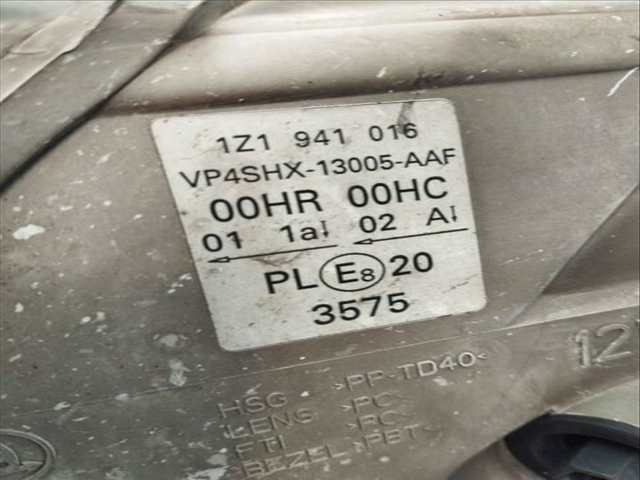 1Z1 941 016
VP4SHX-13005-AAF
00HR 00HC
01 1a 02 A
PL E8 20
3575
12
HSG >PP-TD40<
LENS >PC<
FTI >PC<
BEZEL >PBT<